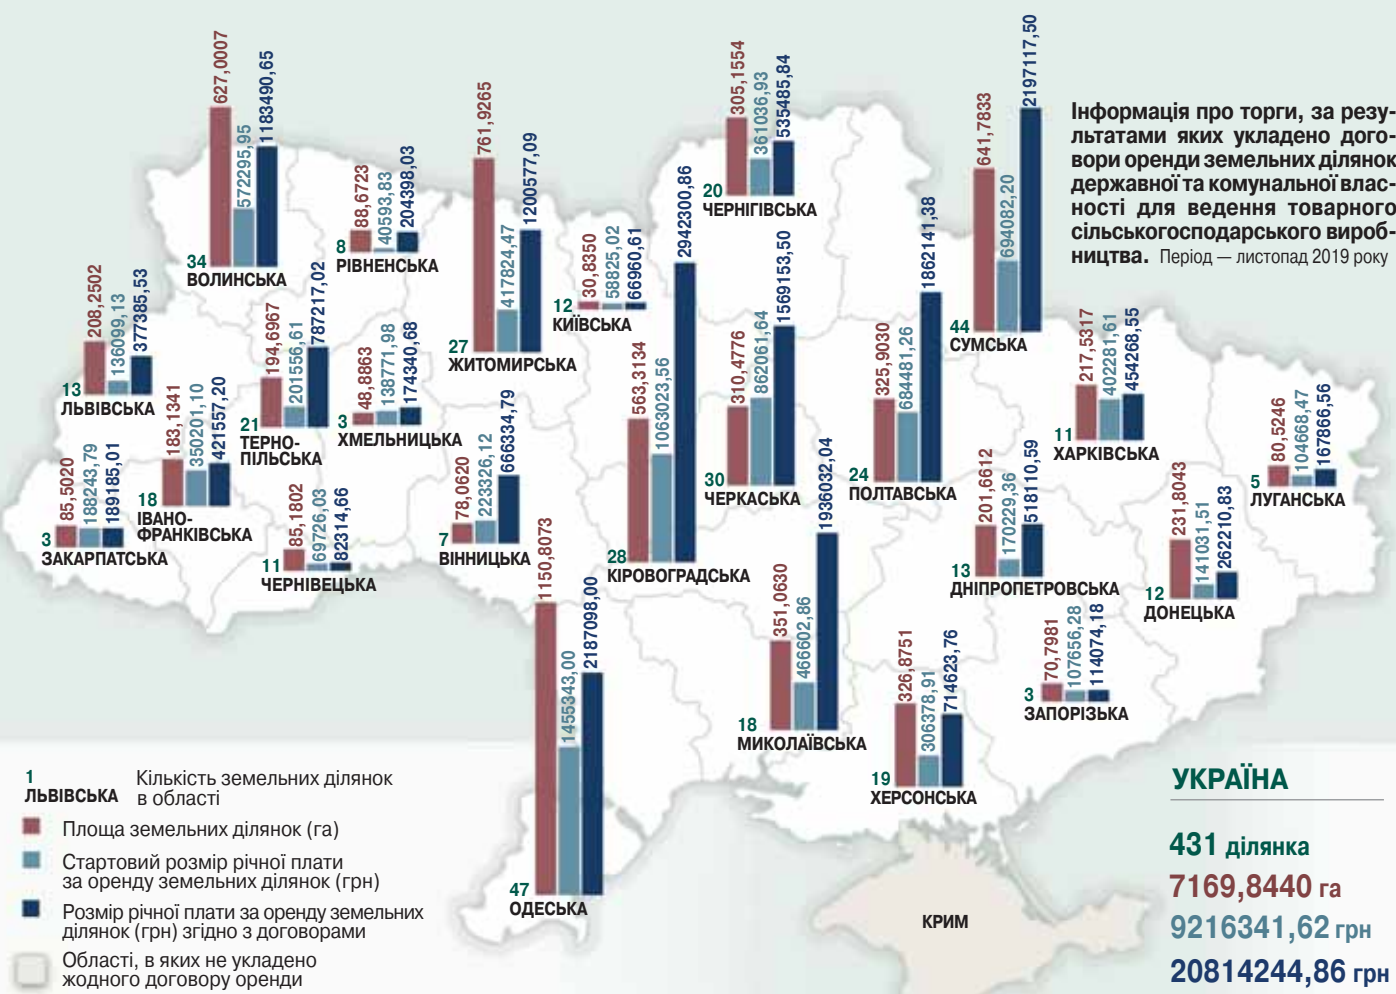 Інформація про торги, за резу-
льтатами яких укладено дого-
вори оренди земельних ділянок
державної та комунальної влас-
ності для ведення товарного
сільськогосподарського вироб-
ництва. Період — листопад 2019 року
627,0007
572295,95
1183490,65
34
ВОЛИНСЬКА
88,6723
40593,83
204398,03
8
РІВНЕНСЬКА
761,9265
417824,47
1200577,09
27
ЖИТОМИРСЬКА
30,8350
58825,02
66960,61
12
КИЇВСЬКА
305,1554
361036,93
535485,84
20
ЧЕРНІГІВСЬКА
641,7833
694082,20
2197117,50
44
СУМСЬКА
208,2502
136099,13
377385,53
13
ЛЬВІВСЬКА
194,6967
201556,61
787217,02
21
ТЕРНО-
ПІЛЬСЬКА
48,8863
138771,98
174340,68
3
ХМЕЛЬНИЦЬКА
183,1341
350201,10
421557,20
18
ІВАНО-
ФРАНКІВСЬКА
85,5020
188243,79
189185,01
3
ЗАКАРПАТСЬКА
85,1802
69726,03
82314,66
11
ЧЕРНІВЕЦЬКА
78,0620
223326,12
666334,79
7
ВІННИЦЬКА
563,3134
1063023,56
2942300,86
28
КІРОВОГРАДСЬКА
310,4776
862061,64
1569153,50
30
ЧЕРКАСЬКА
325,9030
684481,26
1862141,38
24
ПОЛТАВСЬКА
217,5317
402281,61
454268,55
11
ХАРКІВСЬКА
80,5246
104668,47
167866,56
5
ЛУГАНСЬКА
201,6612
170229,36
518110,59
13
ДНІПРОПЕТРОВСЬКА
231,8043
141031,51
262210,83
12
ДОНЕЦЬКА
1150,8073
1455343,00
2187098,00
47
ОДЕСЬКА
351,0630
466602,86
1936032,04
18
МИКОЛАЇВСЬКА
326,8751
306378,91
714623,76
19
ХЕРСОНСЬКА
70,7981
107656,28
114074,18
3
ЗАПОРІЗЬКА
КРИМ
1
ЛЬВІВСЬКА
Кількість земельних ділянок
в області
Площа земельних ділянок (га)
Стартовий розмір річної плати
за оренду земельних ділянок (грн)
Розмір річної плати за оренду земельних
ділянок (грн) згідно з договорами
Області, в яких не укладено
жодного договору оренди
УКРАЇНА
431 ділянка
7169,8440 га
9216341,62 грн
20814244,86 грн